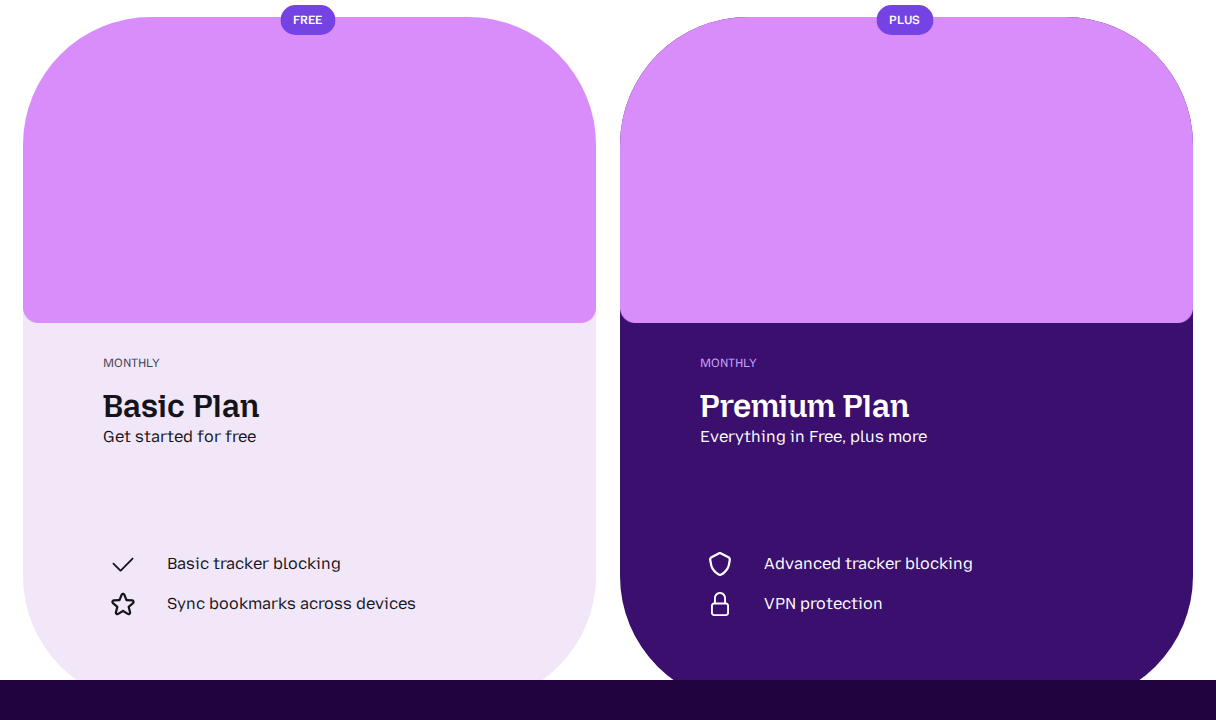 FREE
MONTHLY
Basic Plan
Get started for free
Basic tracker blocking
Sync bookmarks across devices
PLUS
MONTHLY
Premium Plan
Everything in Free, plus more
Advanced tracker blocking
VPN protection